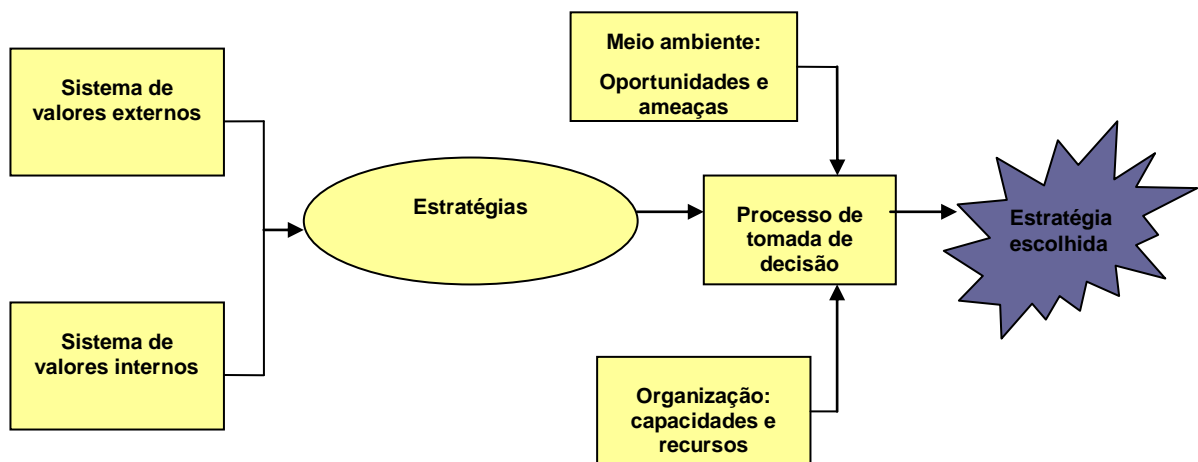 Sistema de
valores externos
Sistema de
valores internos
Estratégias
Meio ambiente:
Oportunidades e
ameaças
Processo de
tomada de
decisão
Organização:
capacidades e
recursos
Estratégia
escolhida